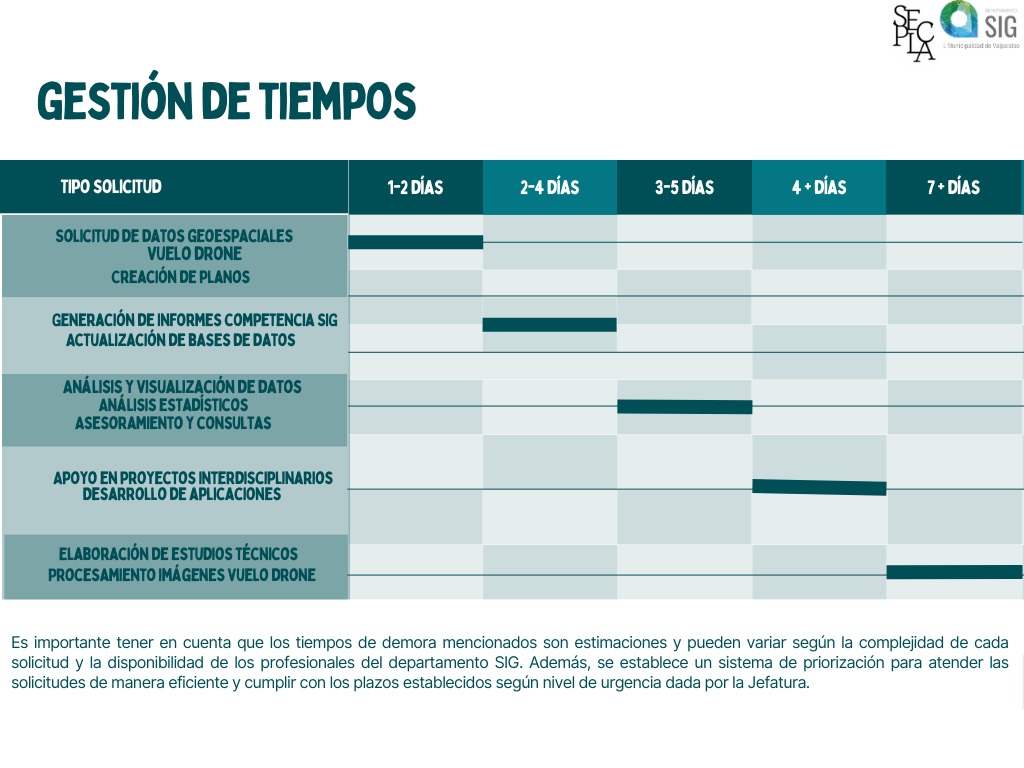 SECPLA
DEPARTAMENTO
SIG
I. Municipalidad de Valparaíso
GESTIÓN DE TIEMPOS
TIPO SOLICITUD
1-2 DÍAS
2-4 DÍAS
3-5 DÍAS
4 + DÍAS
7 + DÍAS
SOLICITUD DE DATOS GEOESPACIALES
VUELO DRONE
CREACIÓN DE PLANOS
GENERACIÓN DE INFORMES COMPETENCIA SIG
ACTUALIZACIÓN DE BASES DE DATOS
ANÁLISIS Y VISUALIZACIÓN DE DATOS
ANÁLISIS ESTADÍSTICOS
ASESORAMIENTO Y CONSULTAS
APOYO EN PROYECTOS INTERDISCIPLINARIOS
DESARROLLO DE APLICACIONES
ELABORACIÓN DE ESTUDIOS TÉCNICOS
PROCESAMIENTO IMÁGENES VUELO DRONE
Es importante tener en cuenta que los tiempos de demora mencionados son estimaciones y pueden variar según la complejidad de cada
solicitud y la disponibilidad de los profesionales del departamento SIG. Además, se establece un sistema de priorización para atender las
solicitudes de manera eficiente y cumplir con los plazos establecidos según nivel de urgencia dada por la Jefatura.